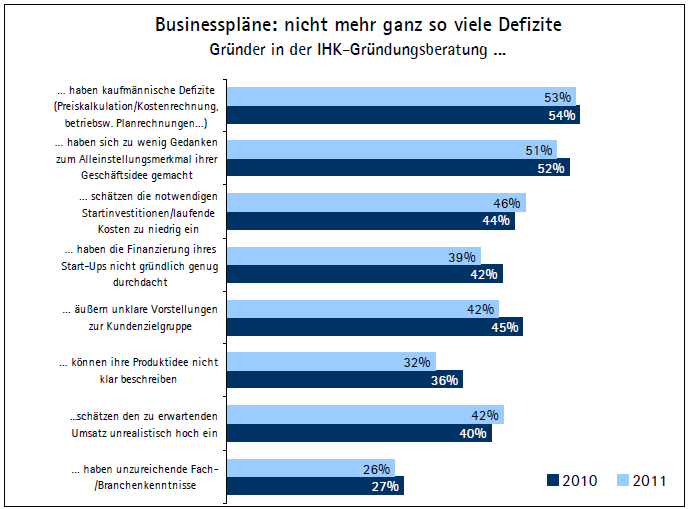 Businesspläne: nicht mehr ganz so viele Defizite
Gründer in der IHK-Gründungsberatung ...
... haben kaufmännische Defizite
(Preiskalkulation/Kostenrechnung,
betriebsw. Planrechnungen...)
53%
54%
... haben sich zu wenig Gedanken
zum Alleinstellungsmerkmal ihrer
Geschäftsidee gemacht
51%
52%
... schätzen die notwendigen
Startinvestitionen/laufende
Kosten zu niedrig ein
46%
44%
... haben die Finanzierung ihres
Start-Ups nicht gründlich genug
durchdacht
39%
42%
... äußern unklare Vorstellungen
zur Kundenzielgruppe
42%
45%
... können ihre Produktidee nicht
klar beschreiben
32%
36%
...schätzen den zu erwartenden
Umsatz unrealistisch hoch ein
42%
40%
... haben unzureichende Fach-
/Branchenkenntnisse
26%
27%
2010 2011